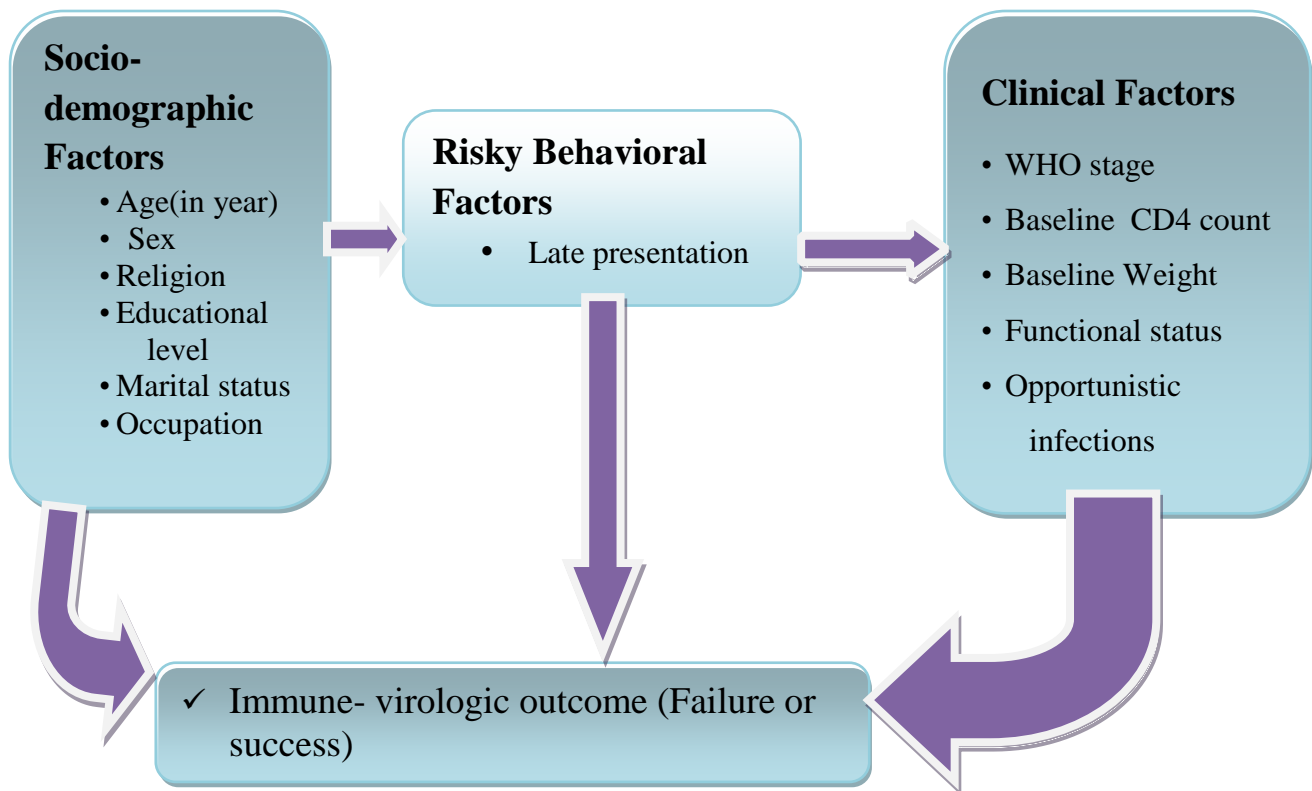 Socio-
demographic
Factors
• Age(in year)
• Sex
• Religion
• Educational
level
• Marital status
• Occupation
Risky Behavioral
Factors
• Late presentation
Clinical Factors
• WHO stage
• Baseline CD4 count
• Baseline Weight
• Functional status
• Opportunistic
infections
✓ Immune- virologic outcome (Failure or
success)